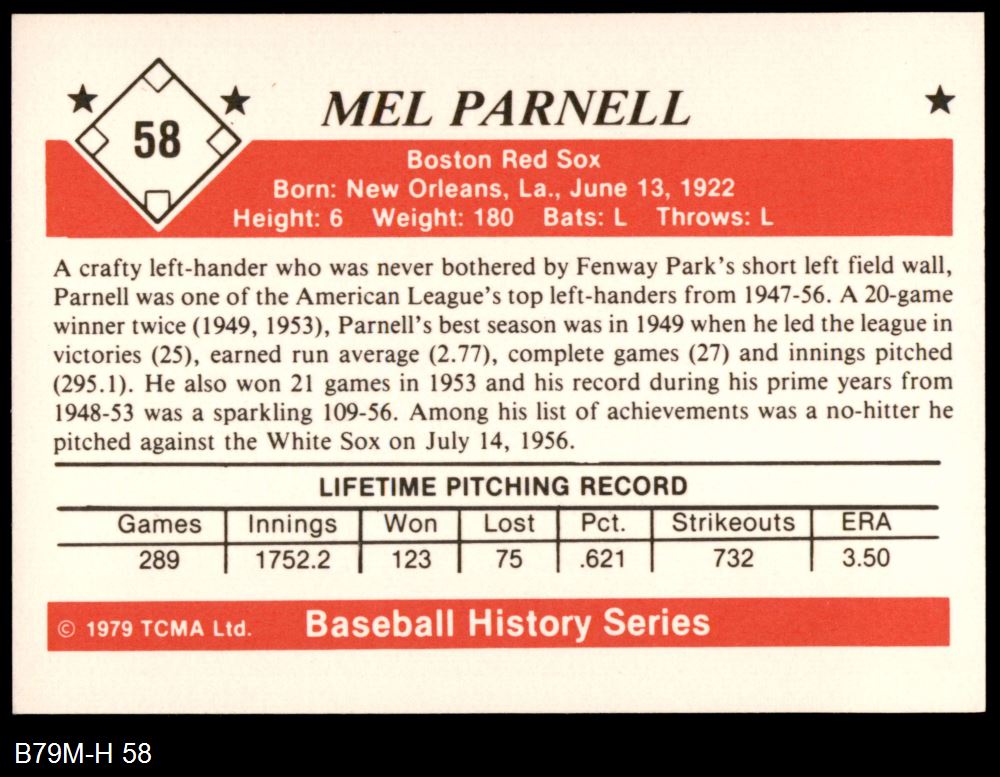 58
MEL PARNELL
Boston Red Sox
Born: New Orleans, La., June 13, 1922
Height: 6 Weight: 180 Bats: L Throws: L
A crafty left-hander who was never bothered by Fenway Park's short left field wall,
Parnell was one of the American League's top left-handers from 1947-56. A 20-game
winner twice (1949, 1953), Parnell's best season was in 1949 when he led the league in
victories (25), earned run average (2.77), complete games (27) and innings pitched
(295.1). He also won 21 games in 1953 and his record during his prime years from
1948-53 was a sparkling 109-56. Among his list of achievements was a no-hitter he
pitched against the White Sox on July 14, 1956.
LIFETIME PITCHING RECORD
Games Innings Won Lost Pct. Strikeouts ERA
289 1752.2 123 75 .621 732 3.50
© 1979 TCMA Ltd. Baseball History Series
B79M-H 58